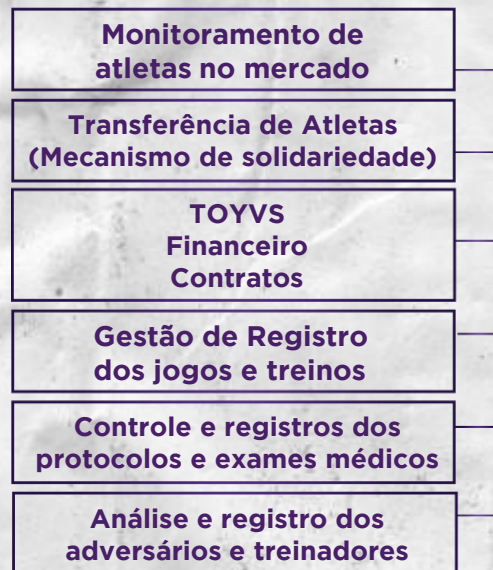 Monitoramento de
atletas no mercado
Transferência de Atletas
(Mecanismo de solidariedade)
TOYVS
Financeiro
Contratos
Gestão de Registro
dos jogos e treinos
Controle e registros dos
protocolos e exames médicos
Análise e registro dos
adversários e treinadores